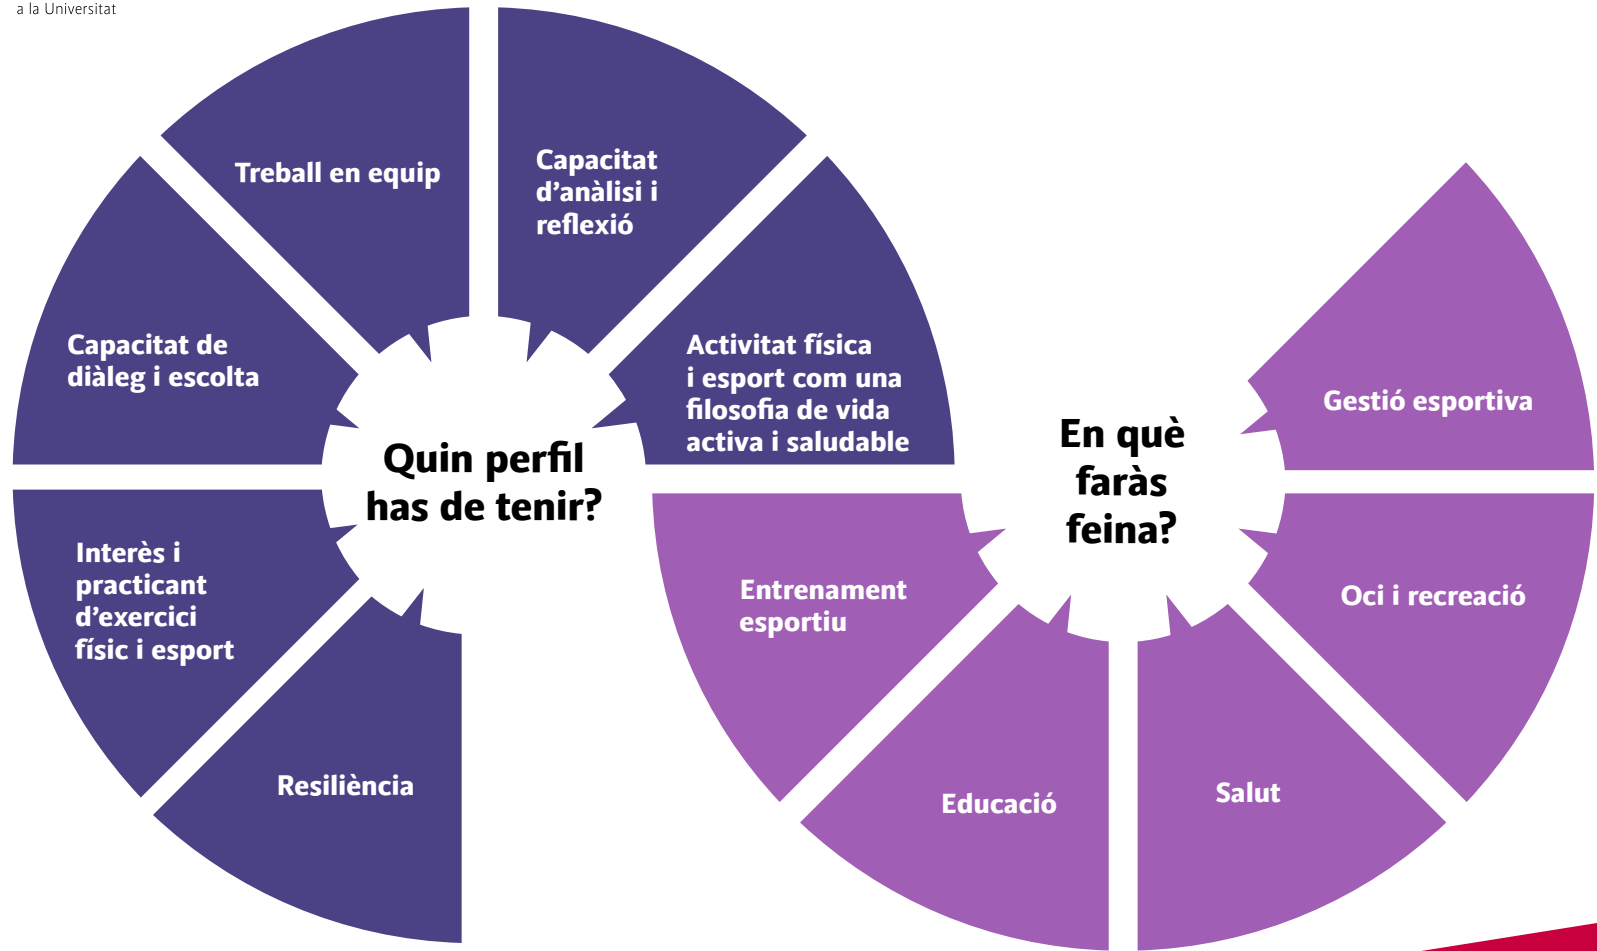 a la Universitat
Treball en equip
Capacitat
d'anàlisi i
reflexió
Capacitat de
diàleg i escolta
Activitat física
i esport com una
filosofia de vida
activa i saludable
Quin perfil
has de tenir?
Interès i
practicant
d'exercici
físic i esport
Resiliència
En què
faràs
feina?
Gestió esportiva
Entrenament
esportiu
Oci i recreació
Educació
Salut